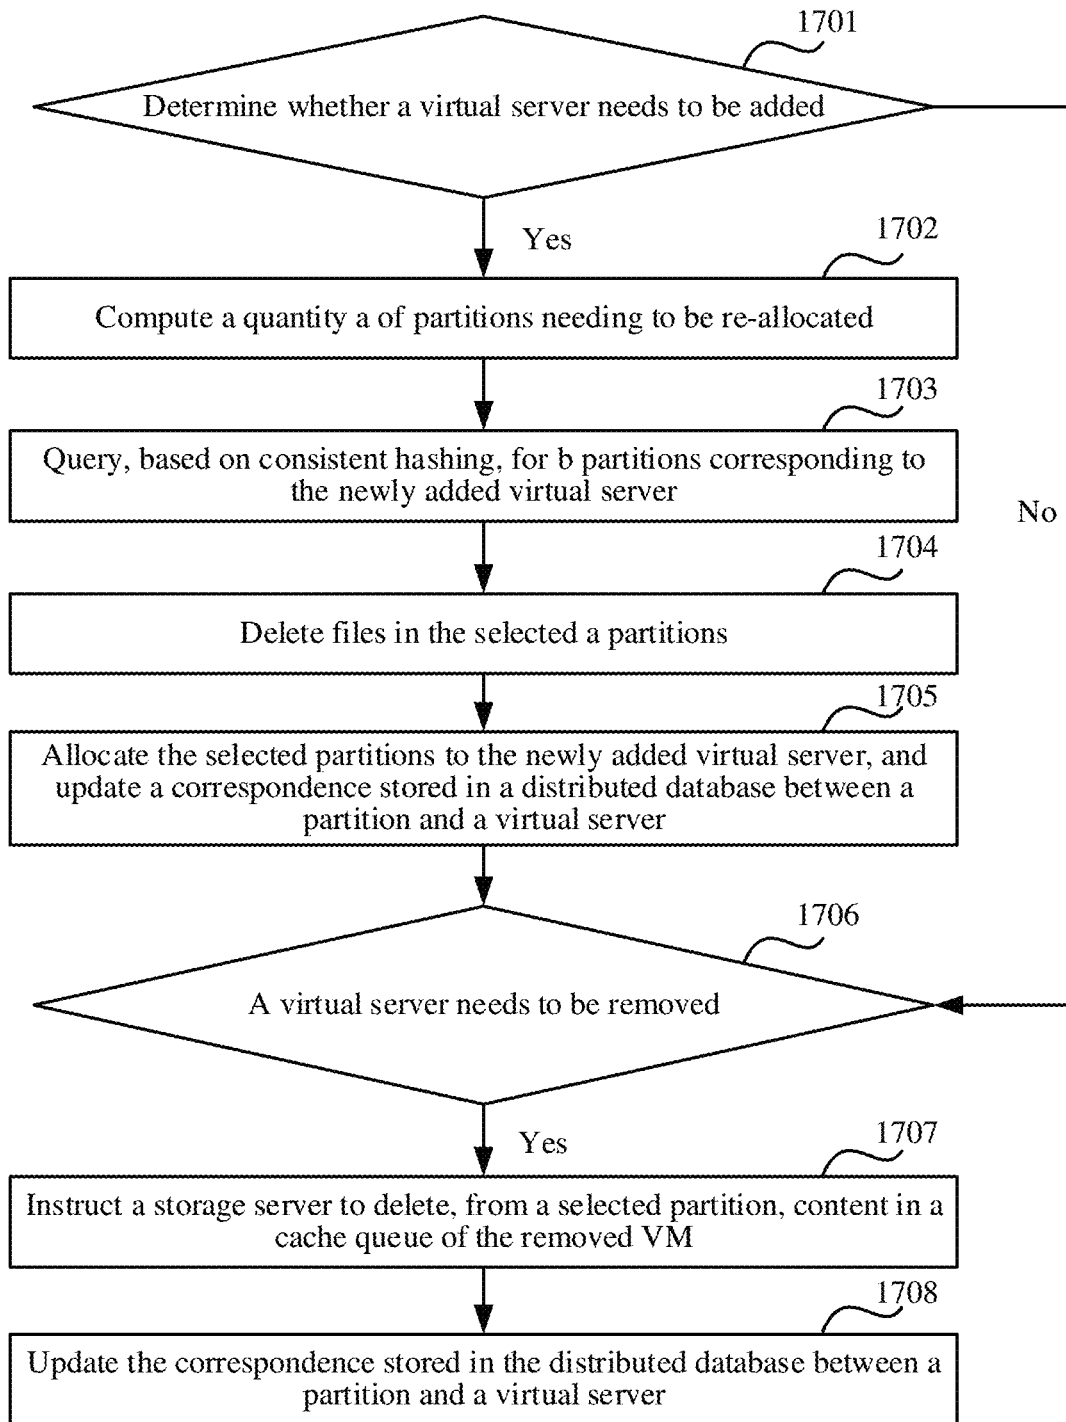 1701
Determine whether a virtual server needs to be added
Yes
1702
Compute a quantity a of partitions needing to be re-allocated
1703
Query, based on consistent hashing, for b partitions corresponding to
the newly added virtual server
No
1704
Delete files in the selected a partitions
1705
Allocate the selected partitions to the newly added virtual server, and
update a correspondence stored in a distributed database between a
partition and a virtual server
1706
A virtual server needs to be removed
Yes
1707
Instruct a storage server to delete, from a selected partition, content in a
cache queue of the removed VM
1708
Update the correspondence stored in the distributed database between a
partition and a virtual server